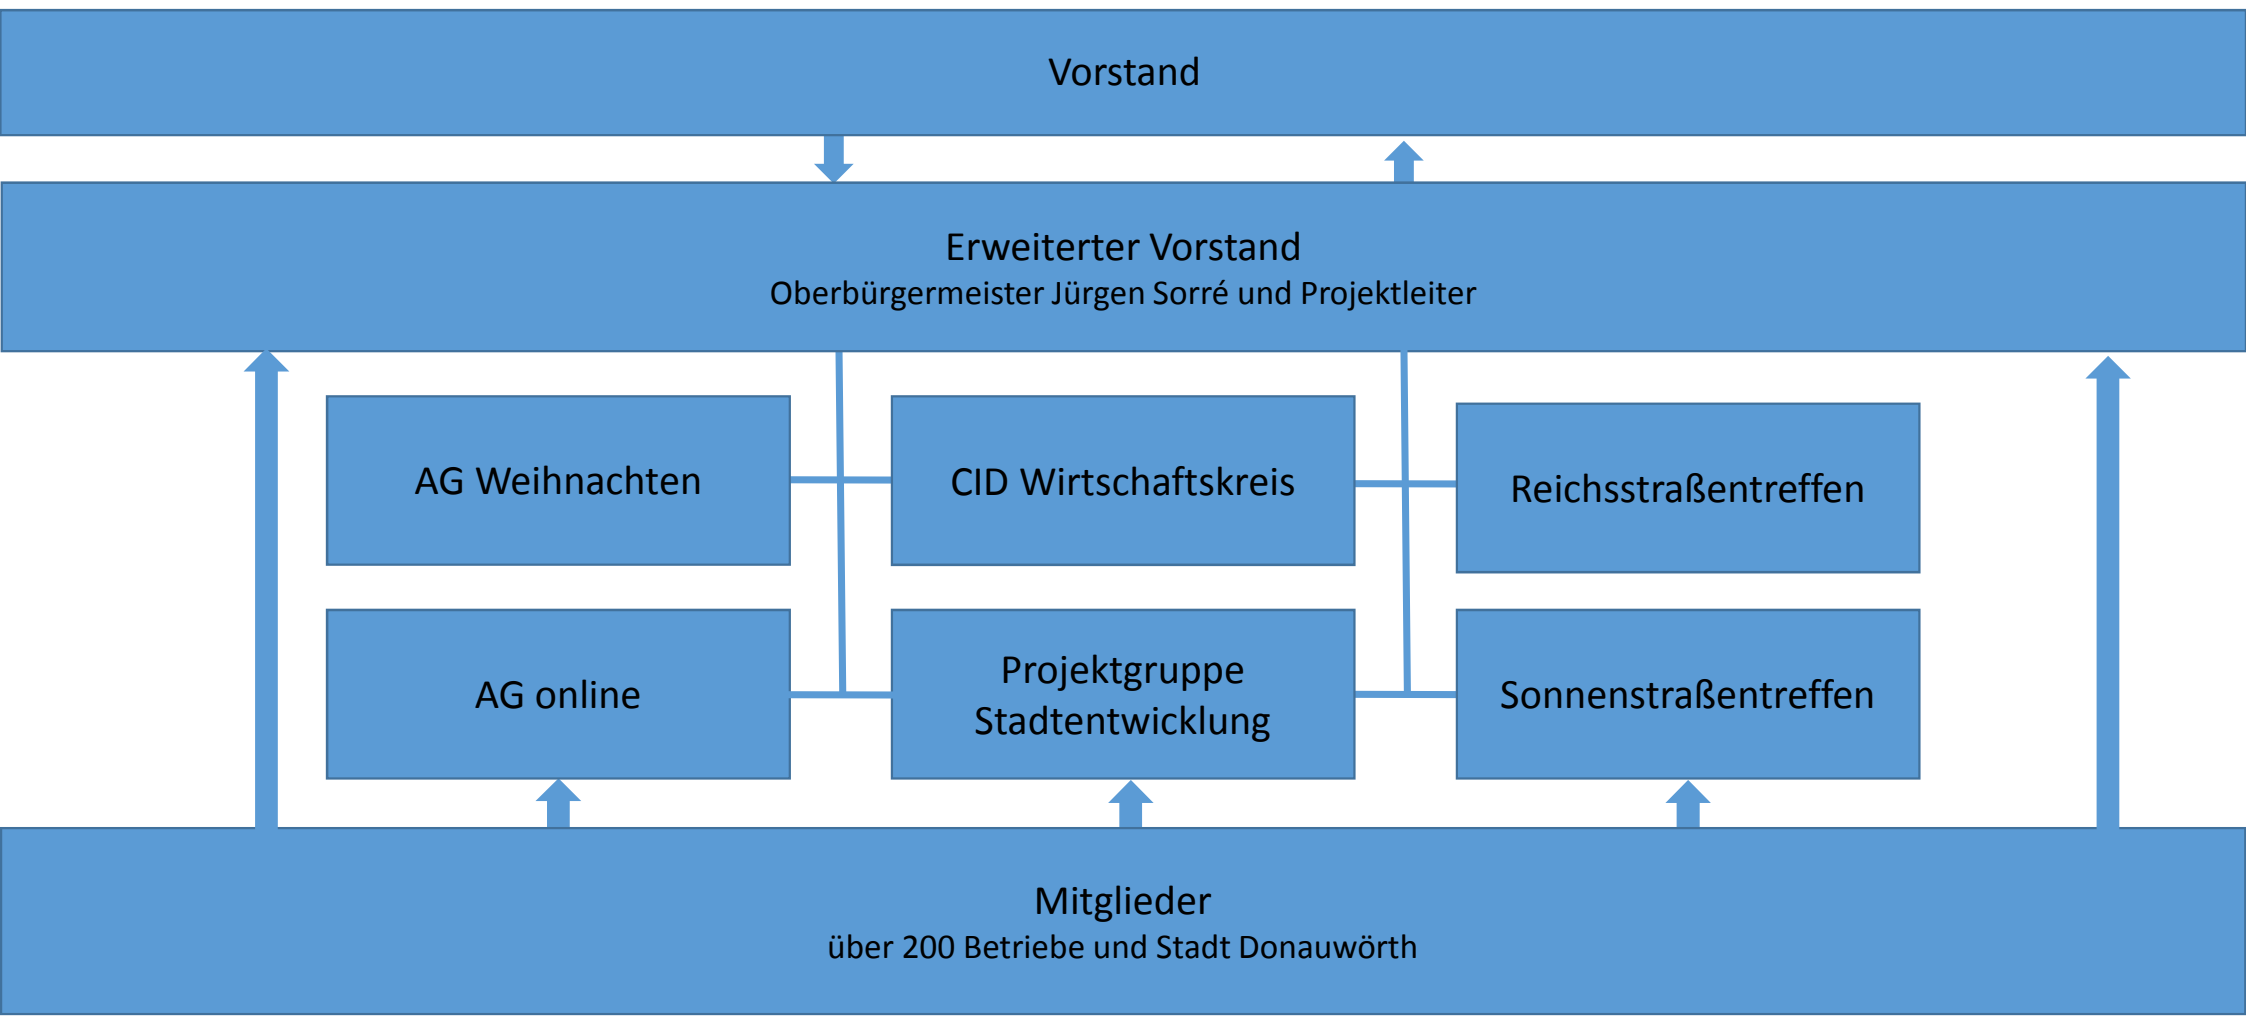 Vorstand
Erweiterter Vorstand
Oberbürgermeister Jürgen Sorré und Projektleiter
AG Weihnachten
CID Wirtschaftskreis
Reichsstraßentreffen
AG online
Projektgruppe
Stadtentwicklung
Sonnenstraßentreffen
Mitglieder
über 200 Betriebe und Stadt Donauwörth